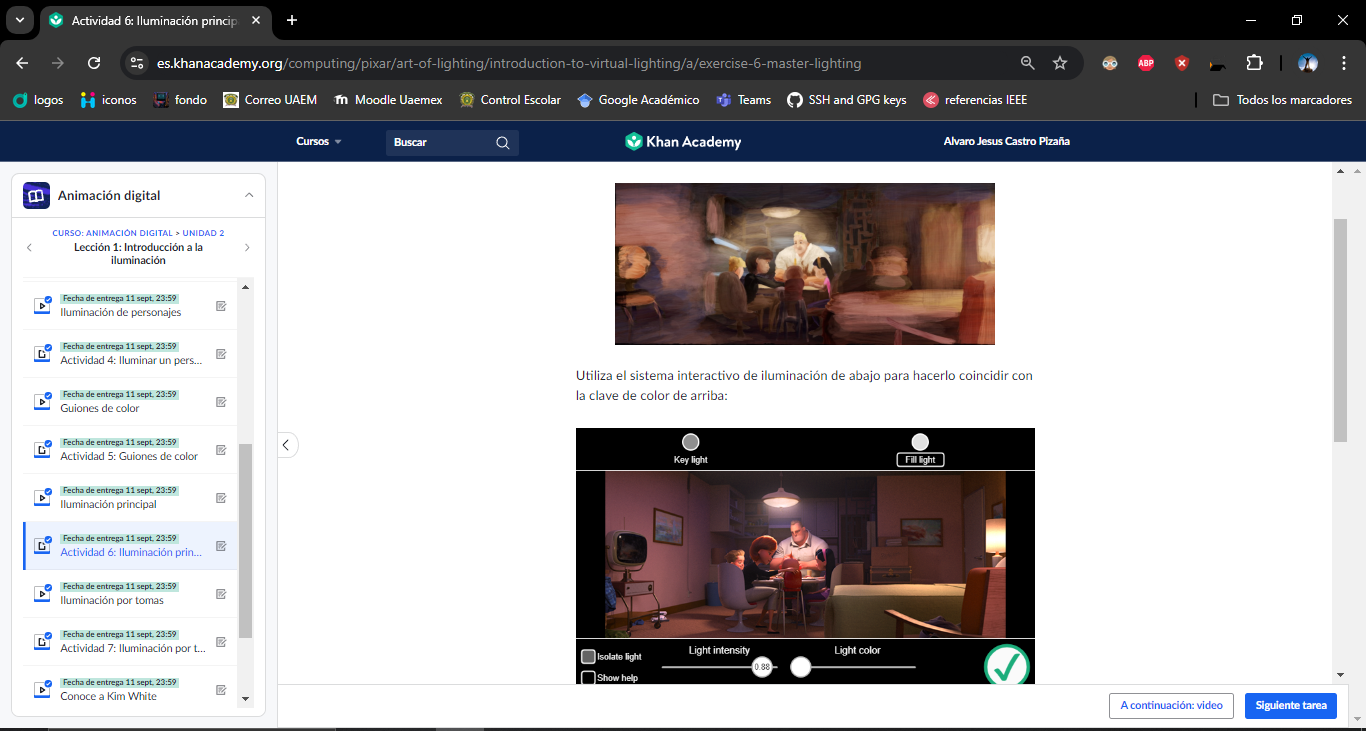 Actividad 6: Iluminación princip
es.khanacademy.org/computing/pixar/art-of-lighting/introduction-to-virtual-lighting/a/exercise-6-master-lighting
ABP
logos
iconos
fondo
Correo UAEM
Moodle Uaemex
Control Escolar
Google Académico
Teams
SSH and GPG keys
referencias IEEE
Todos los marcadores
Cursos
Buscar
Khan Academy
Alvaro Jesus Castro Pizaña
Animación digital
CURSO: ANIMACIÓN DIGITAL > UNIDAD 2
Lección 1: Introducción a la
iluminación
Fecha de entrega 11 sept, 23:59
Iluminación de personajes
Fecha de entrega 11 sept, 23:59
Actividad 4: Iluminar un pers...
Fecha de entrega 11 sept, 23:59
Guiones de color
Fecha de entrega 11 sept, 23:59
Actividad 5: Guiones de color
Fecha de entrega 11 sept, 23:59
Iluminación principal
Fecha de entrega 11 sept, 23:59
Actividad 6: Iluminación prin...
Fecha de entrega 11 sept, 23:59
Iluminación por tomas
Fecha de entrega 11 sept, 23:59
Actividad 7: Iluminación por t...
Fecha de entrega 11 sept, 23:59
Conoce a Kim White
Utiliza el sistema interactivo de iluminación de abajo para hacerlo coincidir con
la clave de color de arriba:
Key light
Fill light
Isolate light
Show help
Light intensity
0.88
Light color
A continuación: video
Siguiente tarea